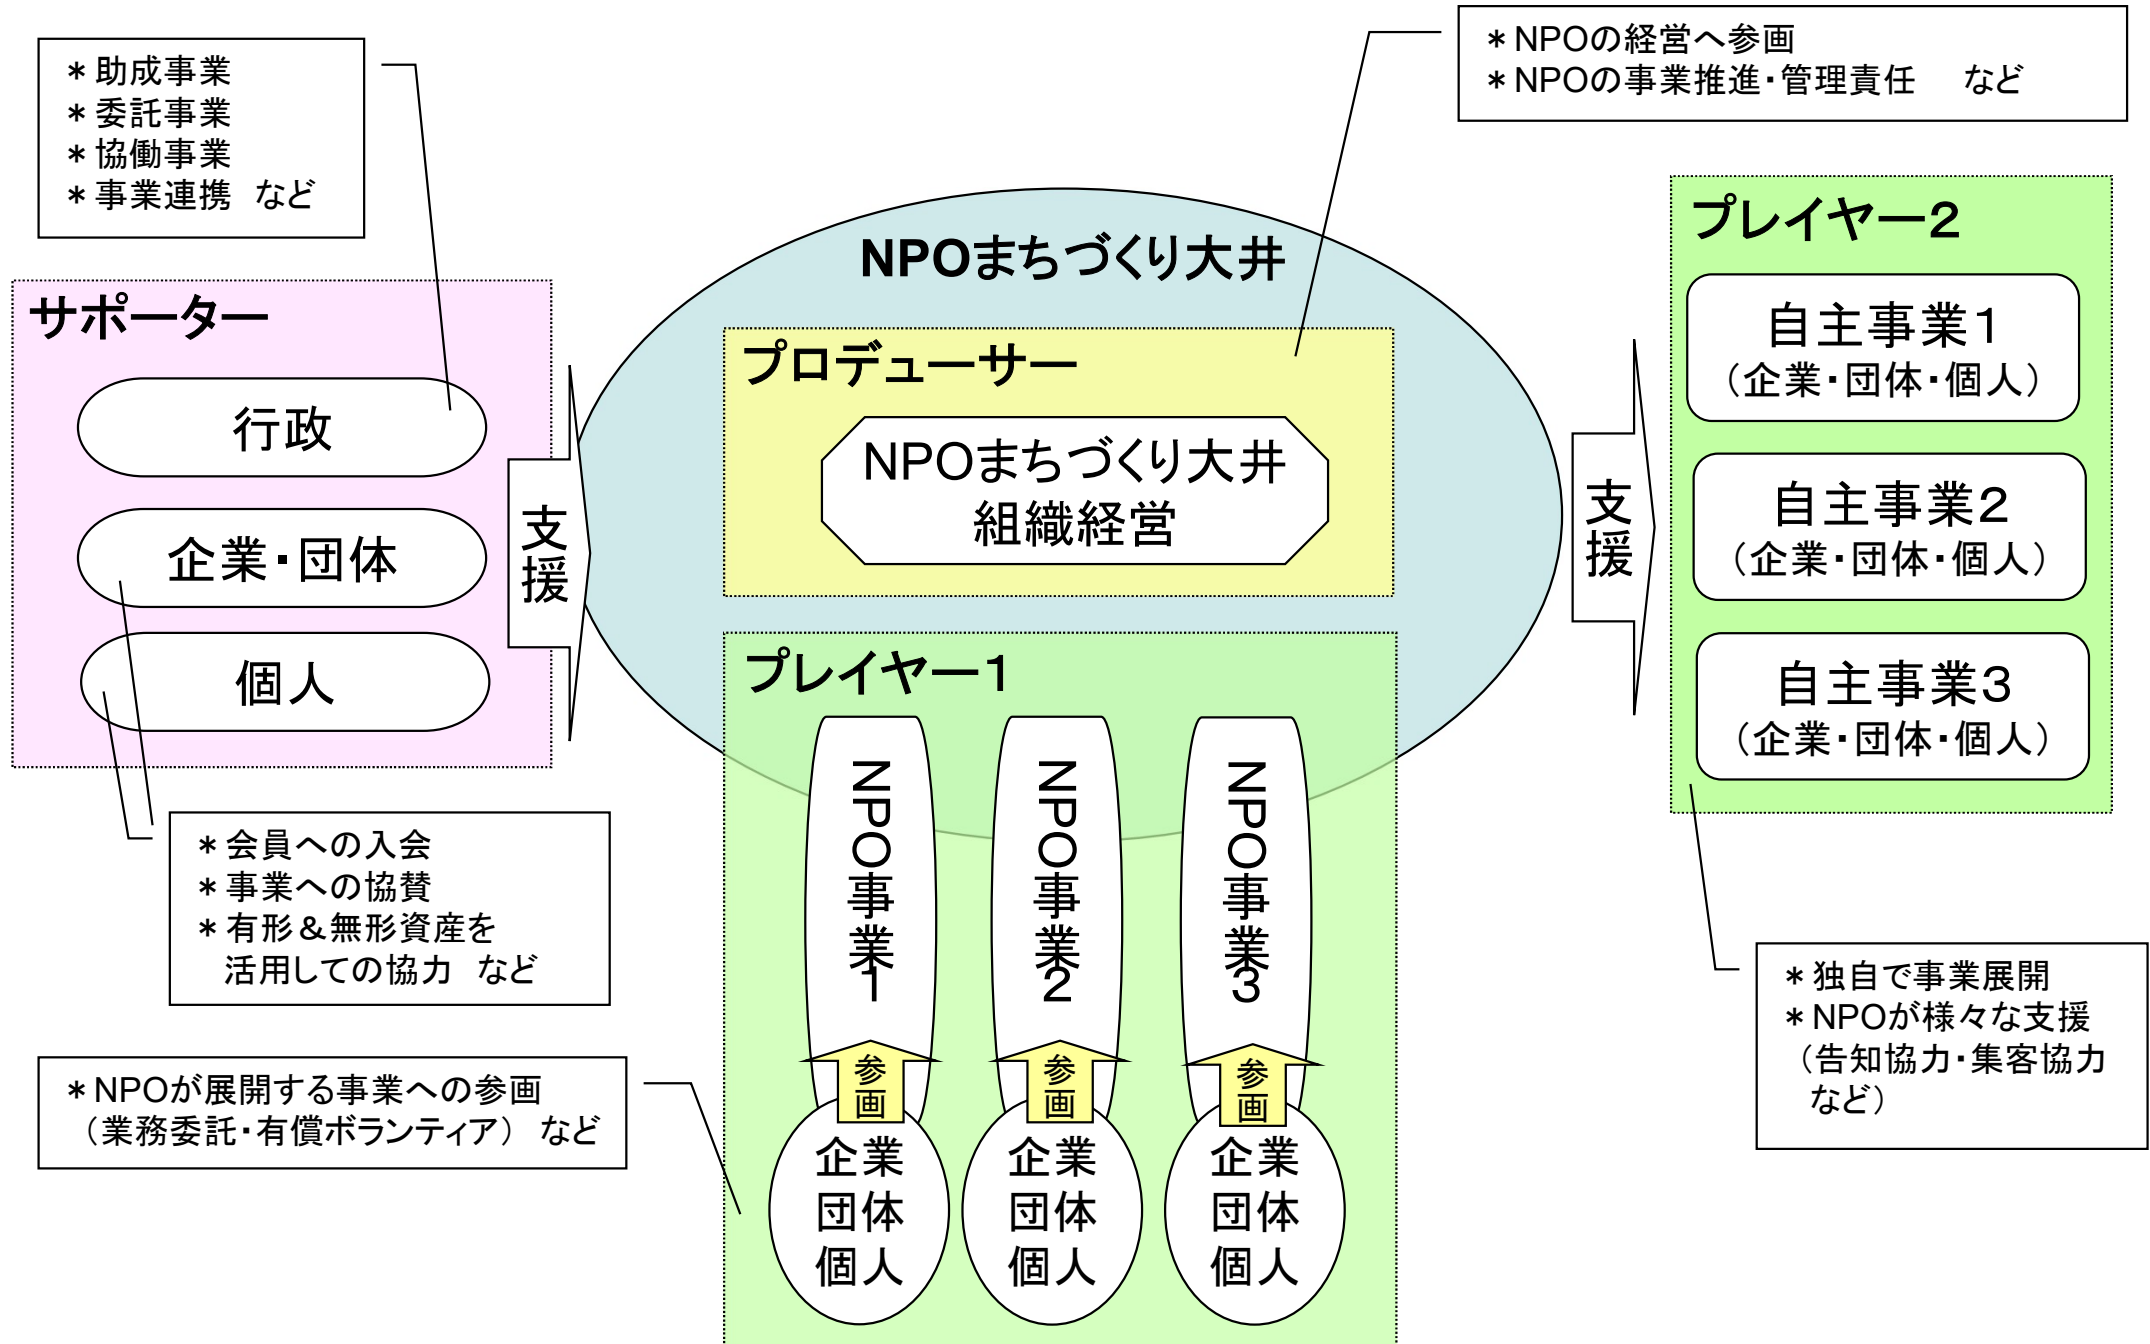 ＊助成事業
＊委託事業
＊協働事業
＊事業連携　など
＊NPOの経営へ参画
＊NPOの事業推進・管理責任　など
サポーター
行政
企業・団体
個人
支援
NPOまちづくり大井
プロデューサー
NPOまちづくり大井
組織経営
支援
プレイヤー2
自主事業1
（企業・団体・個人）
自主事業2
（企業・団体・個人）
自主事業3
（企業・団体・個人）
プレイヤー1
NPO事業1
NPO事業2
NPO事業3
参画
参画
参画
企業
団体
個人
企業
団体
個人
企業
団体
個人
＊会員への入会
＊事業への協賛
＊有形＆無形資産を
活用しての協力　など
＊NPOが展開する事業への参画
（業務委託・有償ボランティア）　など
＊独自で事業展開
＊NPOが様々な支援
（告知協力・集客協力
など）